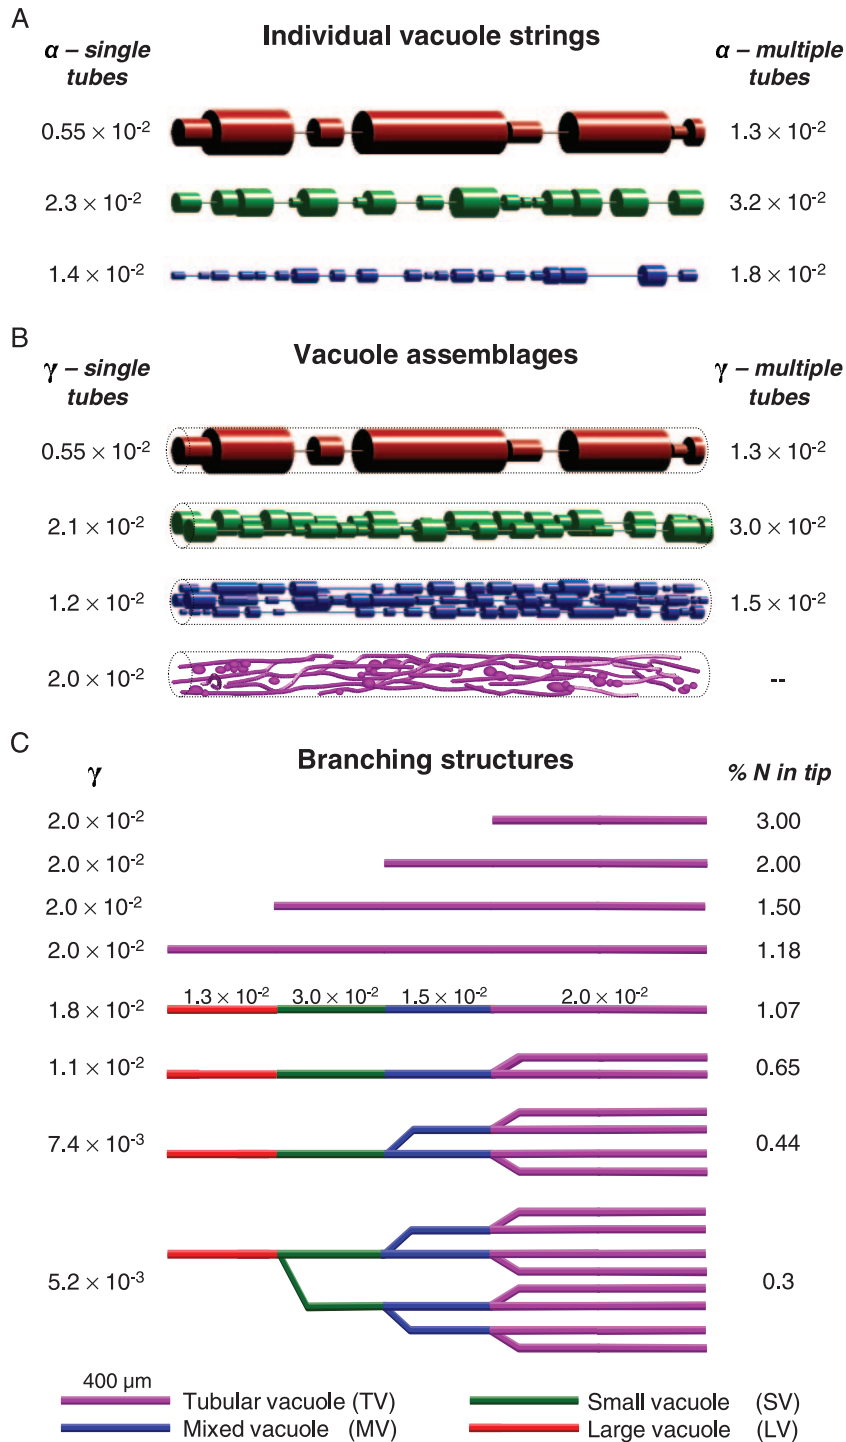 A
Individual vacuole strings
α – single tubes
α – multiple tubes
0.55 × 10⁻² 1.3 × 10⁻²
2.3 × 10⁻² 3.2 × 10⁻²
1.4 × 10⁻² 1.8 × 10⁻²
B
Vacuole assemblages
γ – single tubes
γ – multiple tubes
0.55 × 10⁻² 1.3 × 10⁻²
2.1 × 10⁻² 3.0 × 10⁻²
1.2 × 10⁻² 1.5 × 10⁻²
2.0 × 10⁻² --
C
γ Branching structures % N in tip
2.0 × 10⁻² 3.00
2.0 × 10⁻² 2.00
2.0 × 10⁻² 1.50
2.0 × 10⁻² 1.18
1.3 × 10⁻² 3.0 × 10⁻² 1.5 × 10⁻² 2.0 × 10⁻²
1.8 × 10⁻² 1.07
1.1 × 10⁻² 0.65
7.4 × 10⁻³ 0.44
5.2 × 10⁻³ 0.3
400 µm
Tubular vacuole (TV) Small vacuole (SV)
Mixed vacuole (MV) Large vacuole (LV)